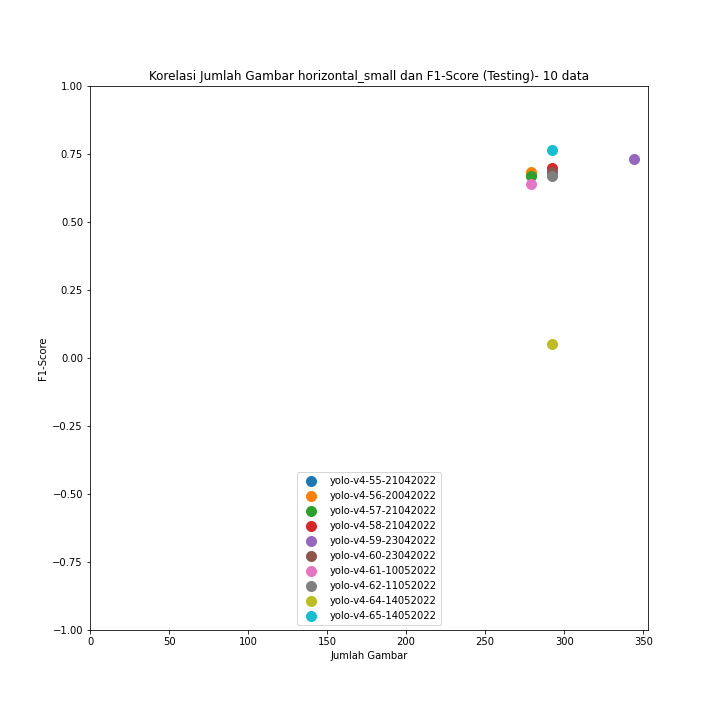 Korelasi Jumlah Gambar horizontal_small dan F1-Score (Testing)- 10 data
1.00
0.75
0.50
0.25
0.00
−0.25
−0.50
−0.75
−1.00
F1-Score
yolo-v4-55-21042022
yolo-v4-56-20042022
yolo-v4-57-21042022
yolo-v4-58-21042022
yolo-v4-59-23042022
yolo-v4-60-23042022
yolo-v4-61-10052022
yolo-v4-62-11052022
yolo-v4-64-14052022
yolo-v4-65-14052022
0 50 100 150 200 250 300 350
Jumlah Gambar